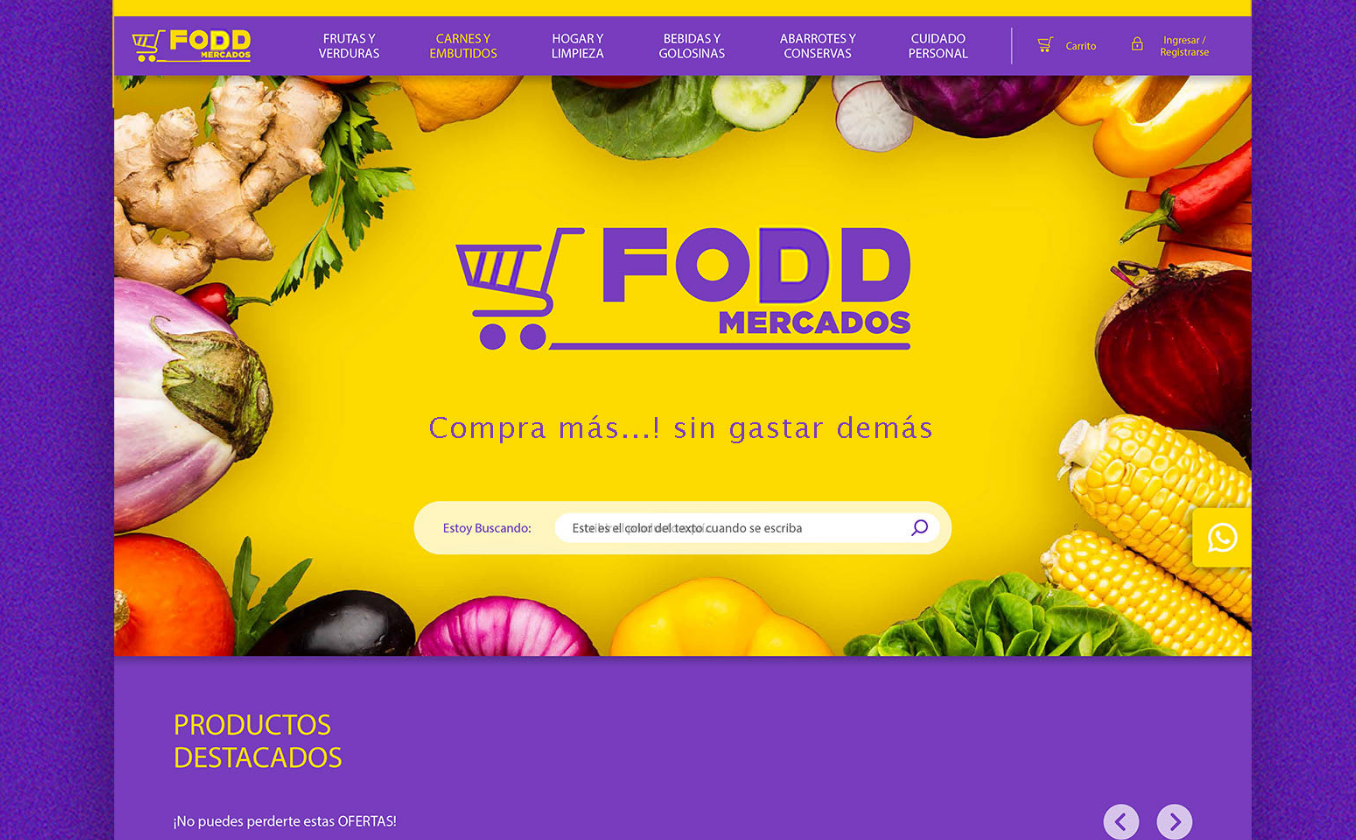 FODD
MERCADOS
FRUTAS Y
VERDURAS
CARNES Y
EMBUTIDOS
HOGAR Y
LIMPIEZA
BEBIDAS Y
GOLOSINAS
ABARROTES Y
CONSERVAS
CUIDADO
PERSONAL
Carrito
Ingresar /
Registrarse
FODD
MERCADOS
Compra más...! sin gastar demás
Estoy Buscando:
Este es el color del texto cuando se escriba
PRODUCTOS
DESTACADOS
¡No puedes perderte estas OFERTAS!